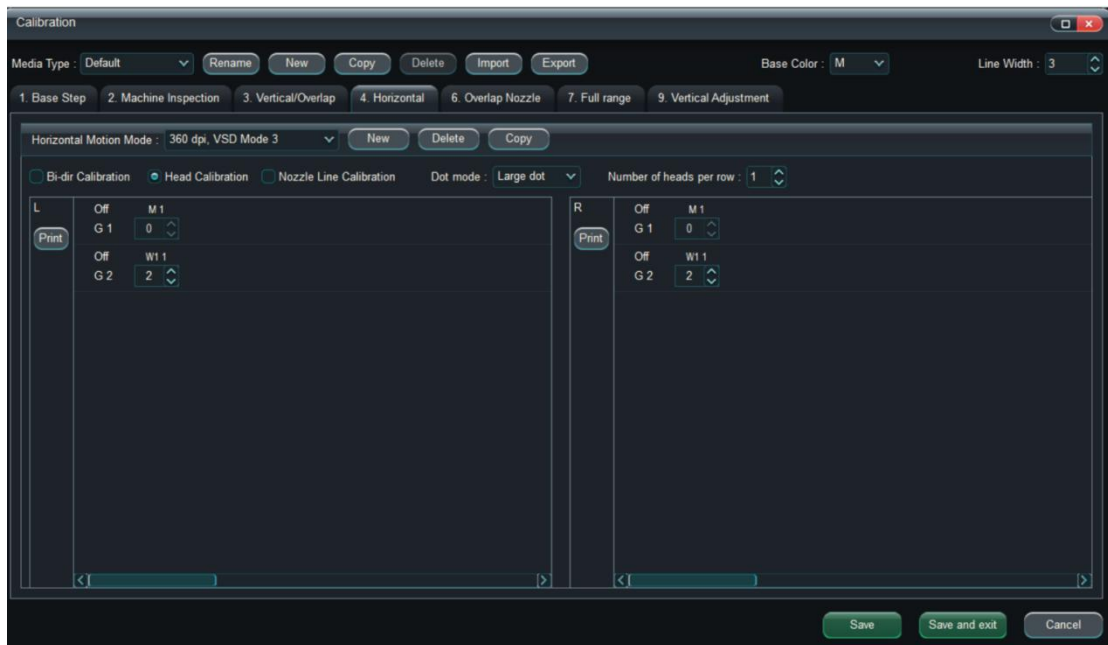 Calibration
Media Type : Default Rename New Copy Delete Import Export Base Color : M Line Width : 3
1. Base Step 2. Machine Inspection 3. Vertical/Overlap 4. Horizontal 6. Overlap Nozzle 7. Full range 9. Vertical Adjustment
Horizontal Motion Mode : 360 dpi, VSD Mode 3 New Delete Copy
Bi-dir Calibration Head Calibration Nozzle Line Calibration Dot mode : Large dot Number of heads per row : 1
L Off M 1 R Off M 1
Print G 1 0 Print G 1 0
Off W1 1 Off W1 1
G 2 2 G 2 2
Save Save and exit Cancel